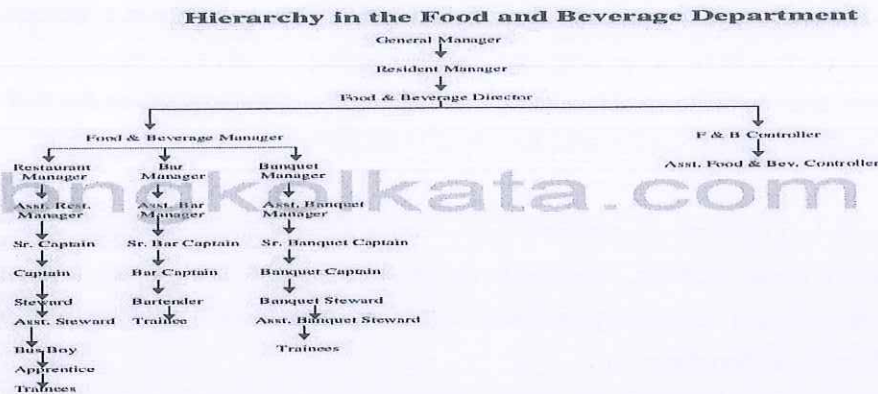 Hierarchy in the Food and Beverage Department
General Manager
Resident Manager
Food & Beverage Director
Food & Beverage Manager
F & B Controller
Restaurant
Manager
Bar
Manager
Banquet
Manager
Asst. Food & Bev. Controller
Asst. Rest.
Manager
Asst. Bar
Manager
Asst. Banquet
Manager
Sr. Captain
Sr. Bar Captain
Sr. Banquet Captain
Captain
Bar Captain
Banquet Captain
Steward
Bartender
Banquet Steward
Asst. Steward
Trainee
Asst. Banquet Steward
Bus Boy
Trainees
Apprentice
Trainees
bngkolkata.com